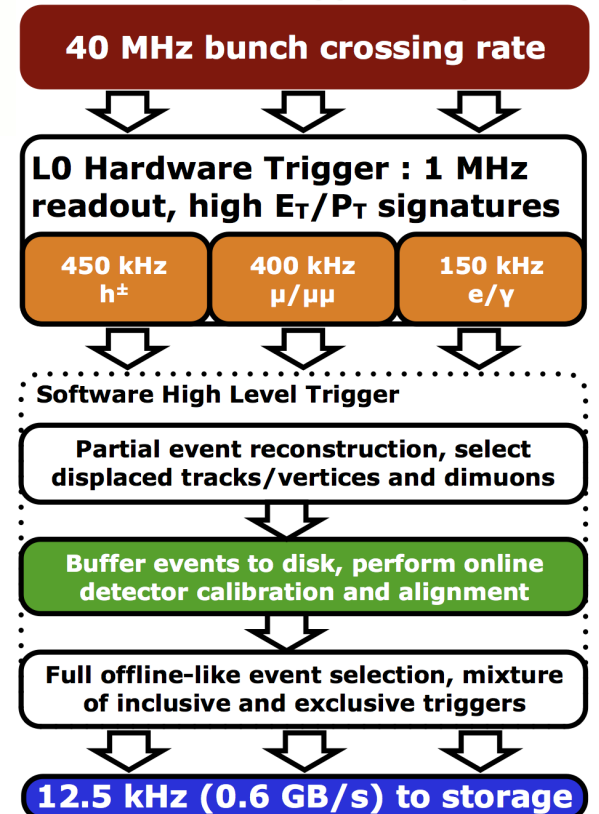 40 MHz bunch crossing rate
L0 Hardware Trigger : 1 MHz
readout, high ET/PT signatures
450 kHz
h±
400 kHz
μ/μμ
150 kHz
e/γ
Software High Level Trigger
Partial event reconstruction, select
displaced tracks/vertices and dimuons
Buffer events to disk, perform online
detector calibration and alignment
Full offline-like event selection, mixture
of inclusive and exclusive triggers
12.5 kHz (0.6 GB/s) to storage